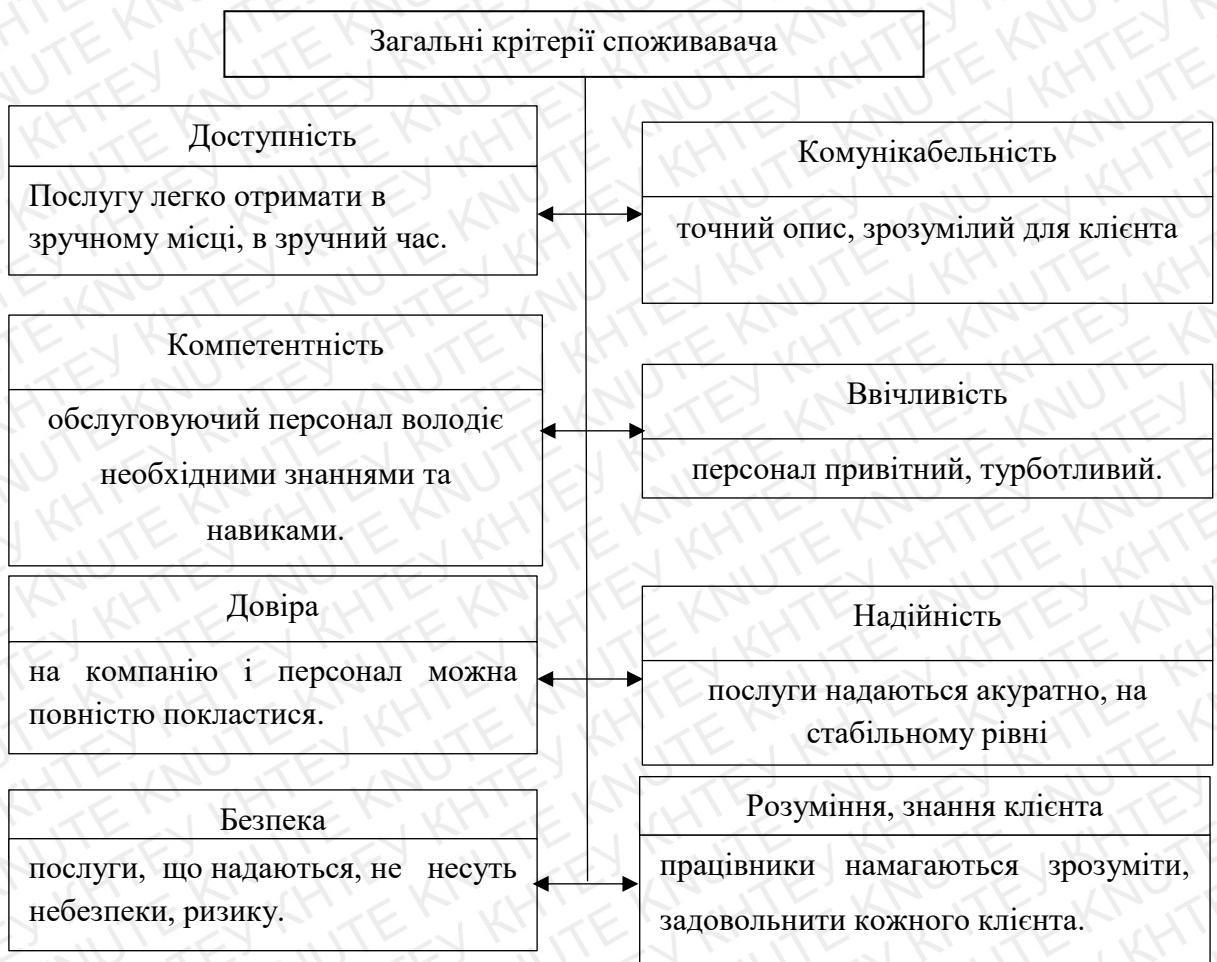 Загальні крітерії споживавача
Доступність
Послугу легко отримати в
зручному місці, в зручний час.
Комунікабельність
точний опис, зрозумілий для клієнта
Компетентність
обслуговуючий персонал володіє
необхідними знаннями та
навиками.
Ввічливість
персонал привітний, турботливий.
Довіра
на компанію і персонал можна
повністю покластися.
Надійність
послуги надаються акуратно, на
стабільному рівні
Безпека
послуги, що надаються, не несуть
небезпеки, ризику.
Розуміння, знання клієнта
працівники намагаються зрозуміти,
задовольнити кожного клієнта.